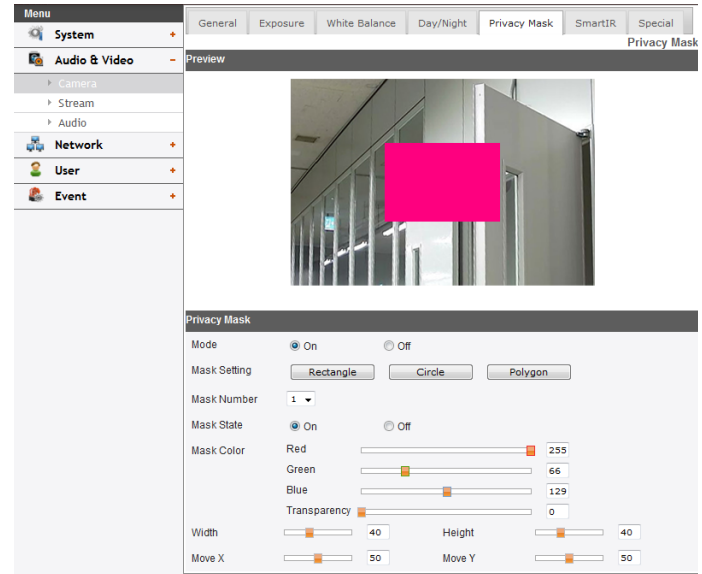 Menu
System +
Audio & Video -
Camera
Stream
Audio
Network +
User +
Event +
General Exposure White Balance Day/Night Privacy Mask SmartIR Special
Privacy Mask
Preview
Privacy Mask
Mode On Off
Mask Setting Rectangle Circle Polygon
Mask Number 1
Mask State On Off
Mask Color Red 255
Green 66
Blue 129
Transparency 0
Width 40 Height 40
Move X 50 Move Y 50